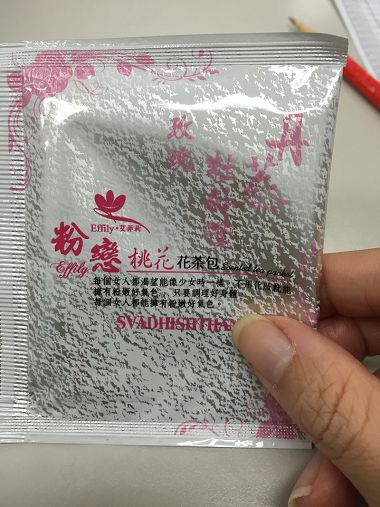 玫瑰
Effily·艾菲莉
粉戀桃花花茶包
Effily
scented tea packet
每個女人都渴望能像少女時一樣，不用化妝就能
擁有粉嫩好氣色，只要調理好身體，
每個女人都能擁有粉嫩好氣色。
SVADHISHTHAN